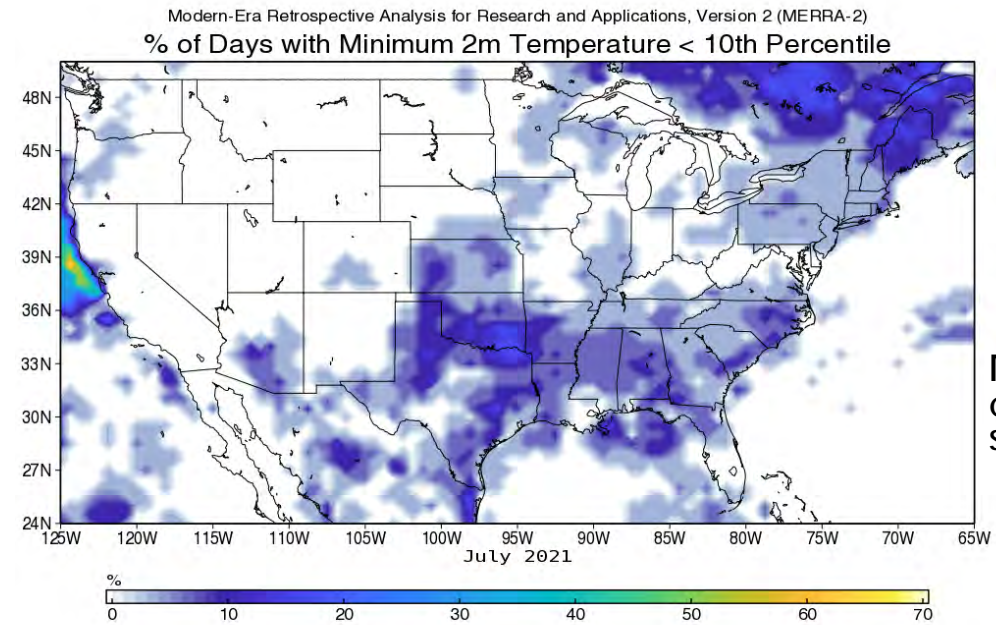 Modern-Era Retrospective Analysis for Research and Applications, Version 2 (MERRA-2)
% of Days with Minimum 2m Temperature < 10th Percentile
48N
45N
42N
39N
36N
33N
30N
27N
24N
125W 120W 115W 110W 105W 100W 95W 90W 85W 80W 75W 70W 65W
July 2021
%
0 10 20 30 40 50 60 70